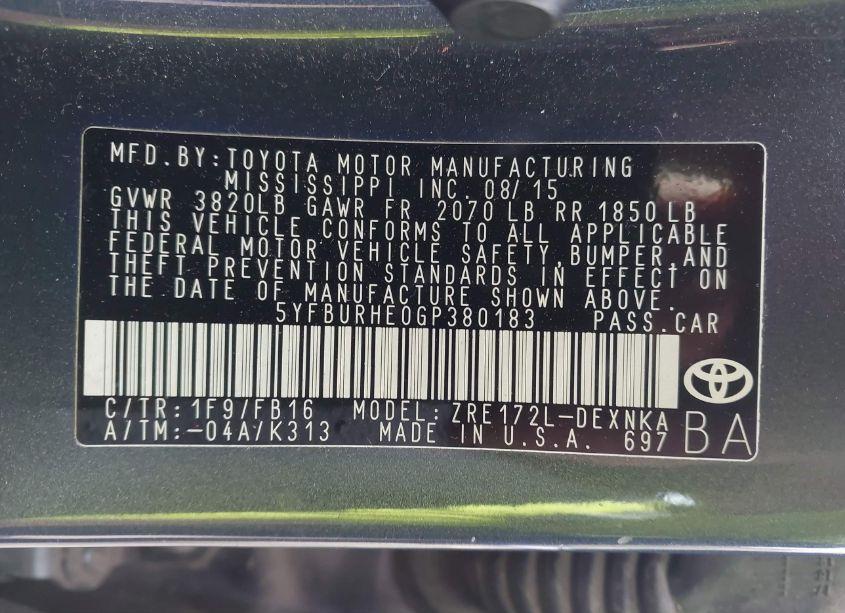 MFD.BY:TOYOTA MOTOR MANUFACTURING
MISSISSIPPI INC. 08/15
GVWR 3820LB GAWR FR 2070 LB RR 1850 LB
THIS VEHICLE CONFORMS TO ALL APPLICABLE
FEDERAL MOTOR VEHICLE SAFETY,BUMPER,AND
THEFT PREVENTION STANDARDS IN EFFECT ON
THE DATE OF MANUFACTURE SHOWN ABOVE.
5YFBURHE0GP380183 PASS.CAR
C/TR:1F9/FB16 MODEL:ZRE172L-DEXNKA
A/TM:-04A/K313 MADE IN U.S.A. 697 BA